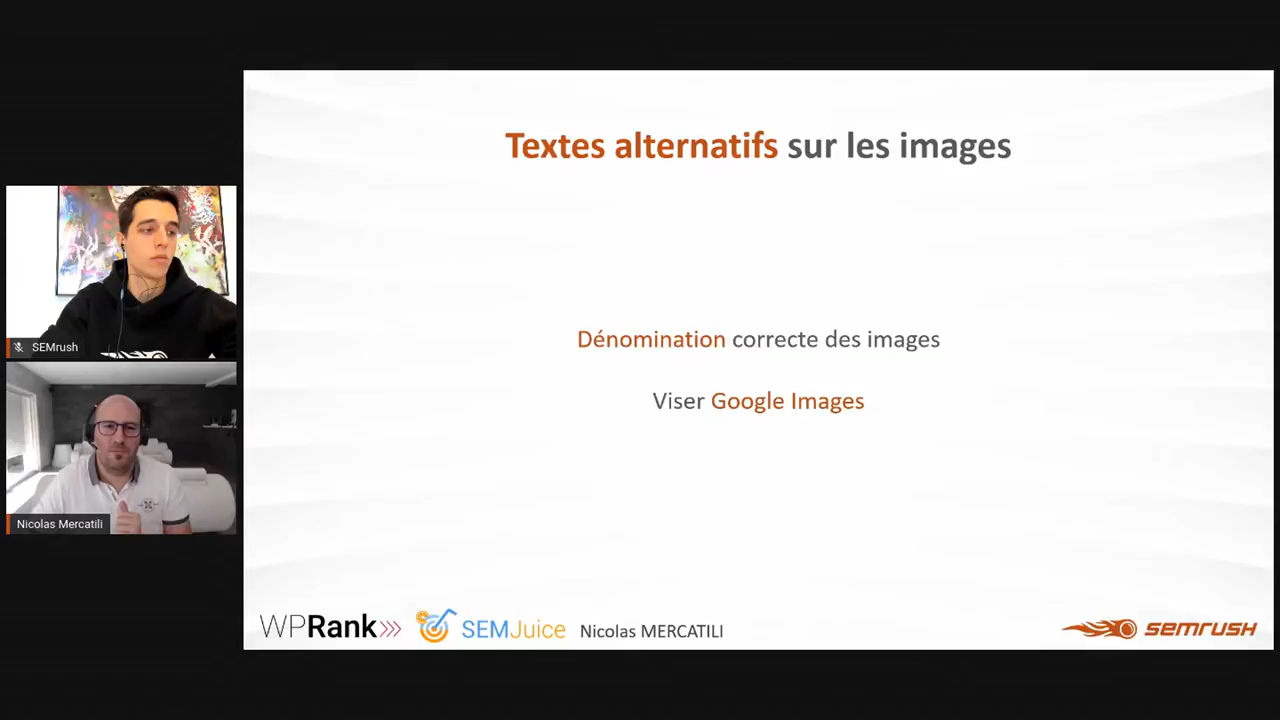 Textes alternatifs sur les images
SEMrush
Dénomination correcte des images
Viser Google Images
Nicolas Mercatili
WPRank
SEMJuice
Nicolas MERCATILI
semrush